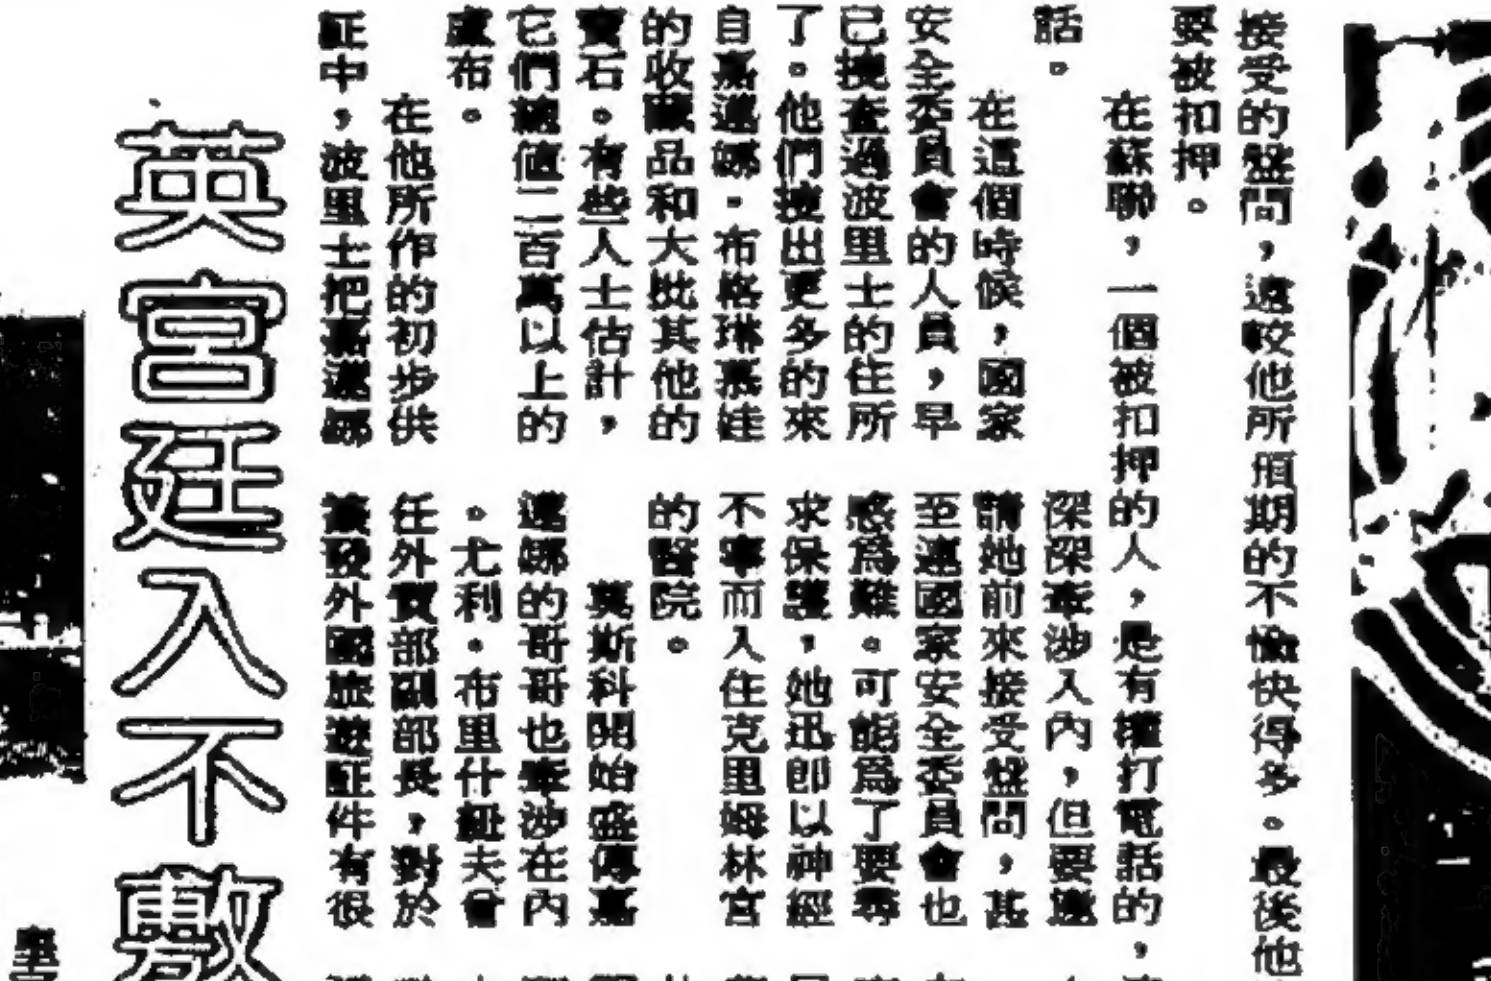 接受的盤問，遠較他所預期的不愉快得多。最後他
要被扣押。
在蘇聯，一個被扣押的人，是有權打電話的，
話。
在這個時候，國家
安全委員會的人員，早
已搜查過波里士的住所
了。他們搜出更多的來
自嘉蓮娜·布格琳慕娃
的收藏品和大批其他的
寶石。有些人士估計，
它們總值二百萬以上的
盧布。
在他所作的初步供
証中，波里士把嘉蓮娜
深深牽涉入內，但要邀
請她前來接受盤問，甚
至連國家安全委員會也
感為難。可能為了要尋
求保護，她迅即以神經
不寧而入住克里姆林宮
的醫院。
莫斯科開始盛傳嘉
蓮娜的哥哥也牽涉在內
。尤利·布里什 夫曾
任外貿部副部長，對於
簽發外國旅遊証件有很
英宮廷入不敷